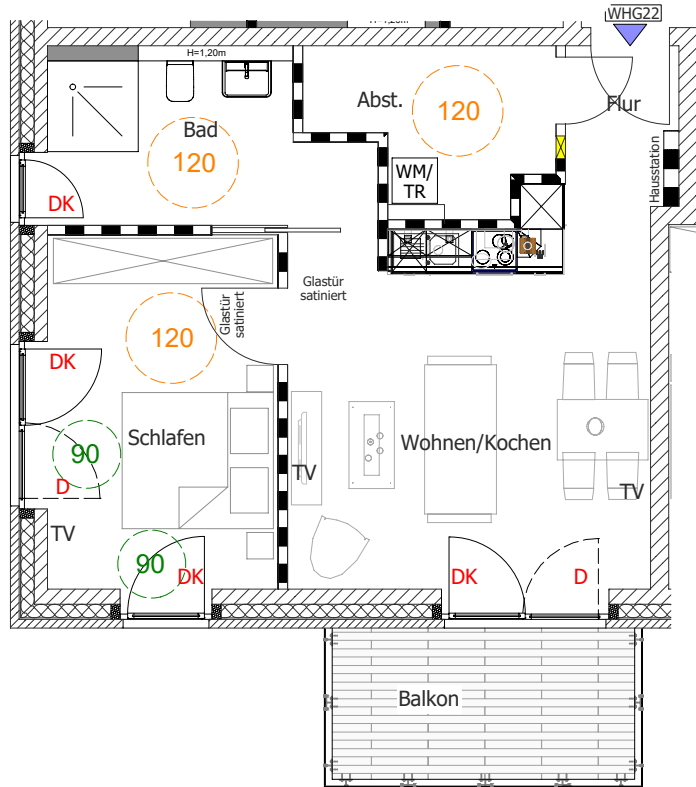 WHG22
H=1,20m
Abst.
120
Flur
Bad
120
WM/
TR
Hausstation
DK
Glastür
satiniert
Glastür
satiniert
120
DK
Schlafen
Wohnen/Kochen
90
D
TV
TV
TV
90
DK
DK
D
Balkon